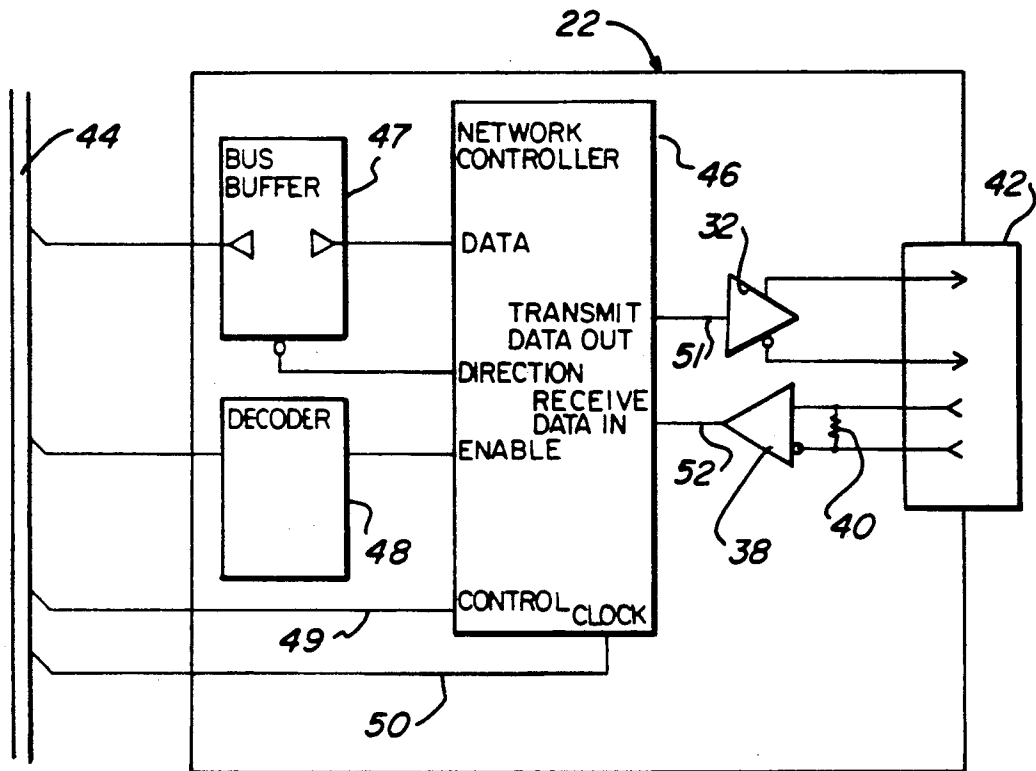 22
44
47
BUS
BUFFER
NETWORK
CONTROLLER
46
42
32
DATA
TRANSMIT
DATA OUT
51
DIRECTION
RECEIVE
DATA IN
DECODER
ENABLE
52
40
38
48
CONTROL
CLOCK
49
50